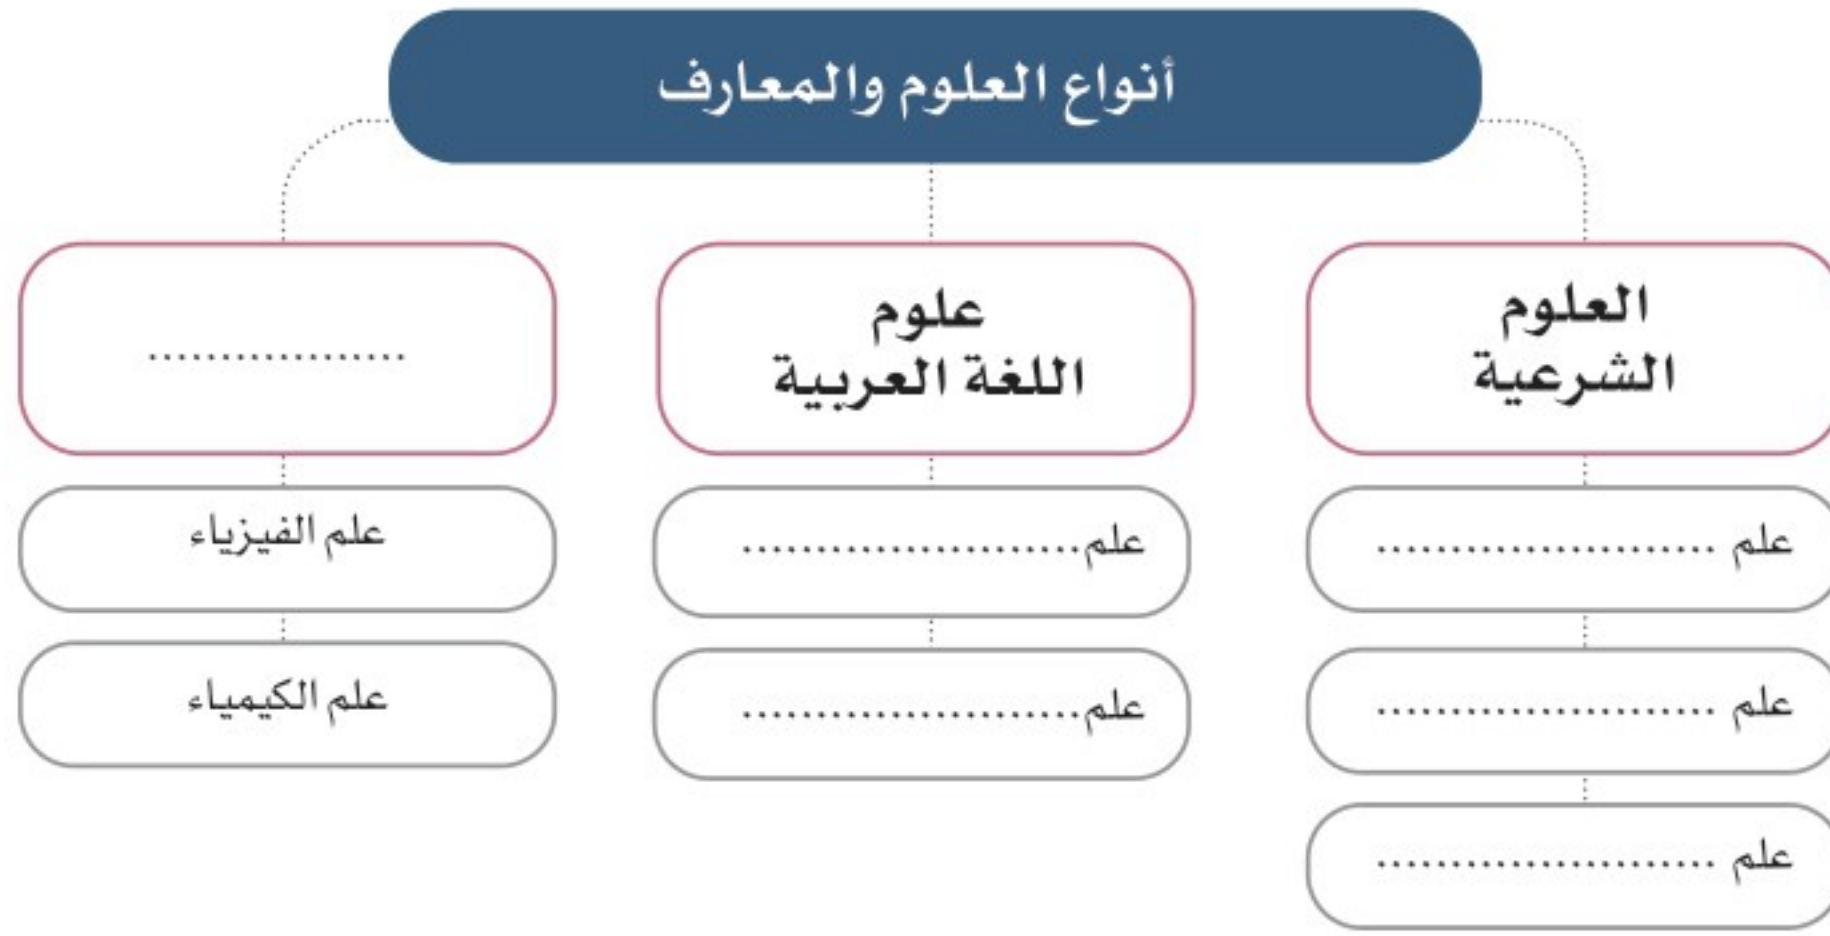 أنواع العلوم والمعارف
العلوم
الشرعية
علم .......................
علم .......................
علم .......................
علوم
اللغة العربية
علم.......................
علم.......................
..................
علم الفيزياء
علم الكيمياء